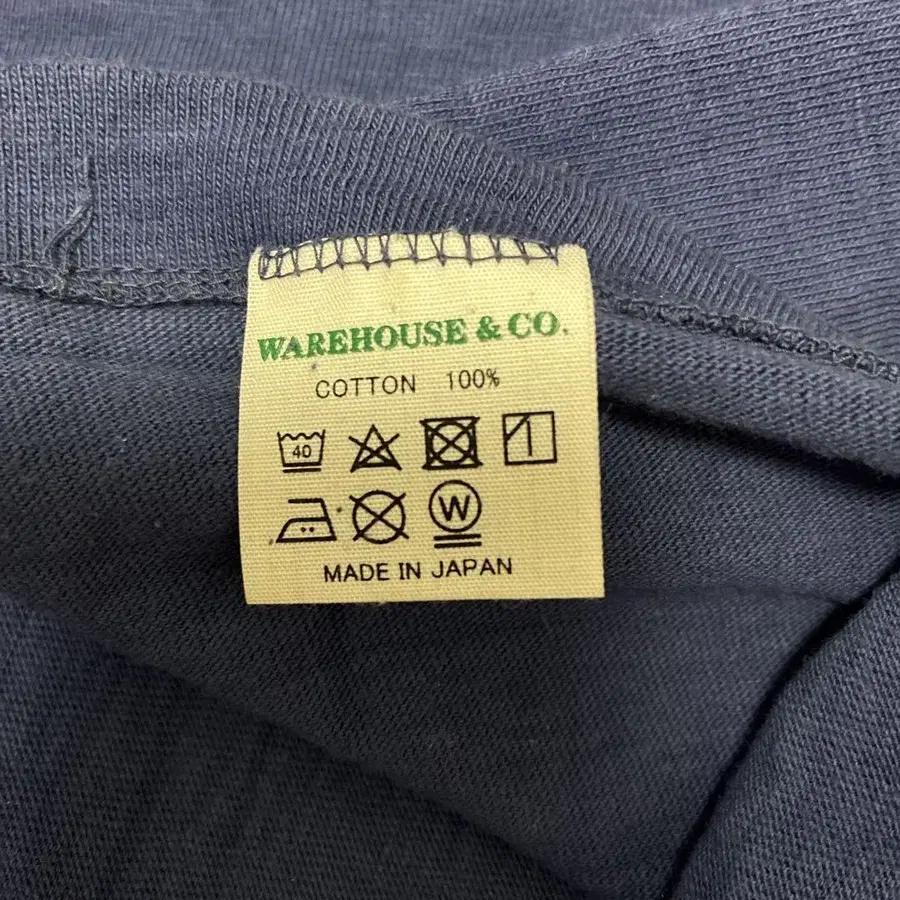 WAREHOUSE & CO.
COTTON 100%
40
W
MADE IN JAPAN